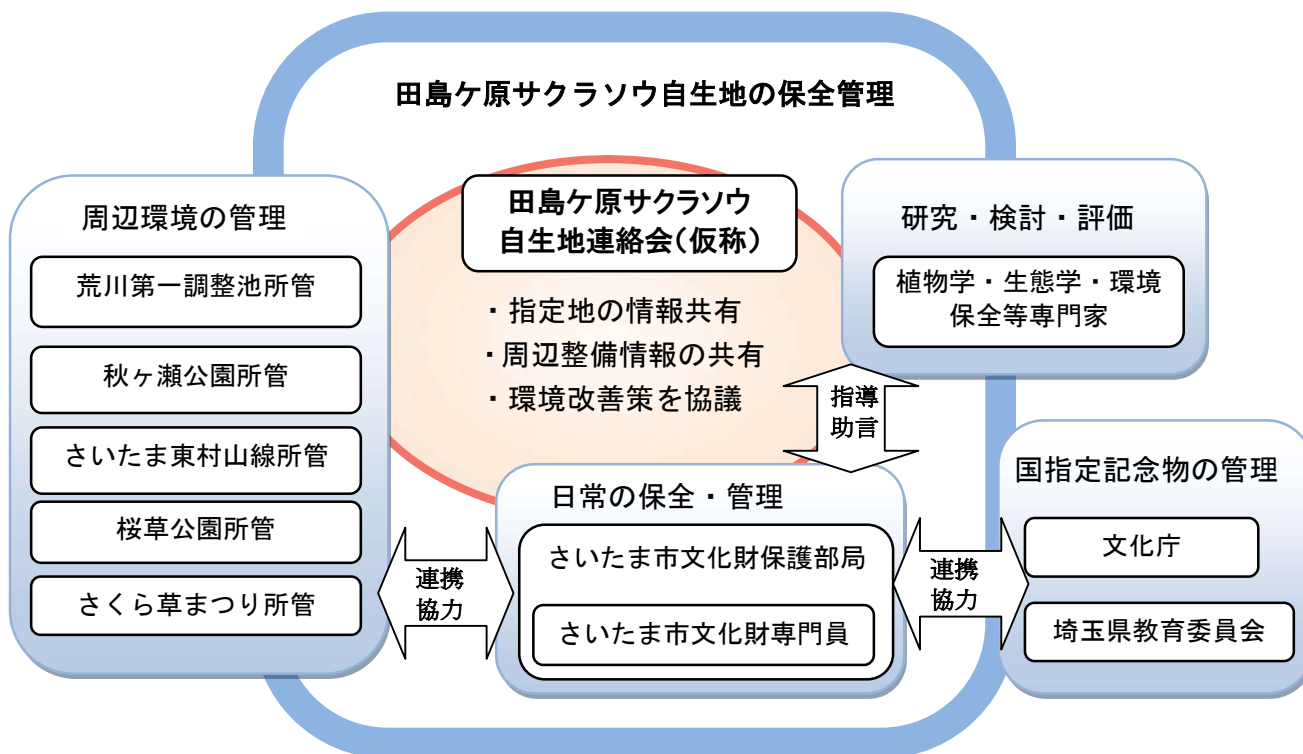 田島ケ原サクラソウ自生地の保全管理
周辺環境の管理
荒川第一調整池所管
秋ヶ瀬公園所管
さいたま東村山線所管
桜草公園所管
さくら草まつり所管
田島ケ原サクラソウ
自生地連絡会(仮称)
・指定地の情報共有
・周辺整備情報の共有
・環境改善策を協議
研究・検討・評価
植物学・生態学・環境
保全等専門家
指導
助言
日常の保全・管理
さいたま市文化財保護部局
さいたま市文化財専門員
連携
協力
連携
協力
国指定記念物の管理
文化庁
埼玉県教育委員会